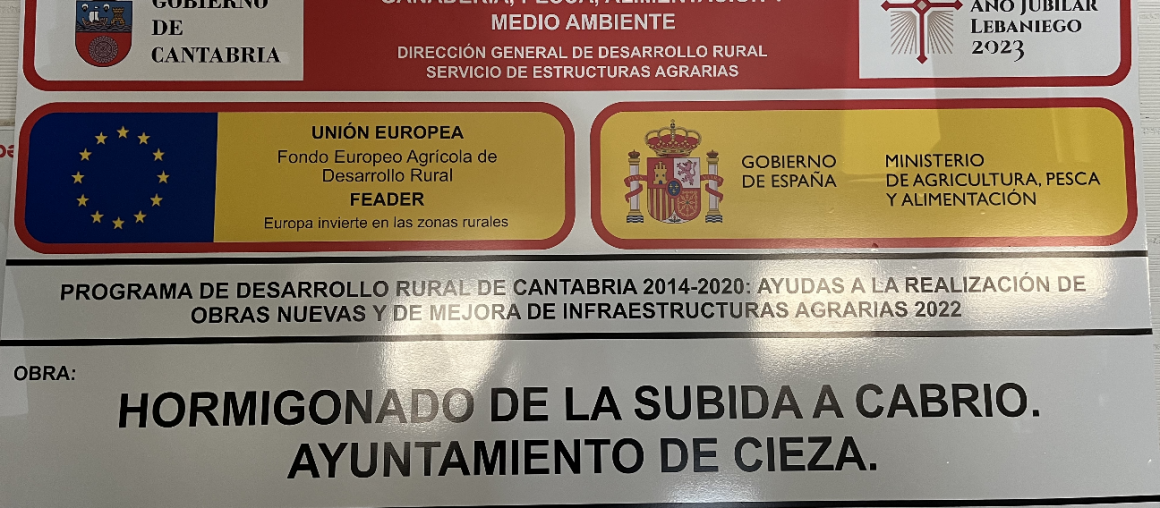 GOBIERNO
DE
CANTABRIA
GANADERÍA, PESCA, ALIMENTACIÓN Y
MEDIO AMBIENTE
DIRECCIÓN GENERAL DE DESARROLLO RURAL
SERVICIO DE ESTRUCTURAS AGRARIAS
AÑO JUBILAR
LEBANIEGO
2023
UNIÓN EUROPEA
Fondo Europeo Agrícola de
Desarrollo Rural
FEADER
Europa invierte en las zonas rurales
GOBIERNO
DE ESPAÑA
MINISTERIO
DE AGRICULTURA, PESCA
Y ALIMENTACIÓN
PROGRAMA DE DESARROLLO RURAL DE CANTABRIA 2014-2020: AYUDAS A LA REALIZACIÓN DE
OBRAS NUEVAS Y DE MEJORA DE INFRAESTRUCTURAS AGRARIAS 2022
OBRA:
HORMIGONADO DE LA SUBIDA A CABRIO.
AYUNTAMIENTO DE CIEZA.